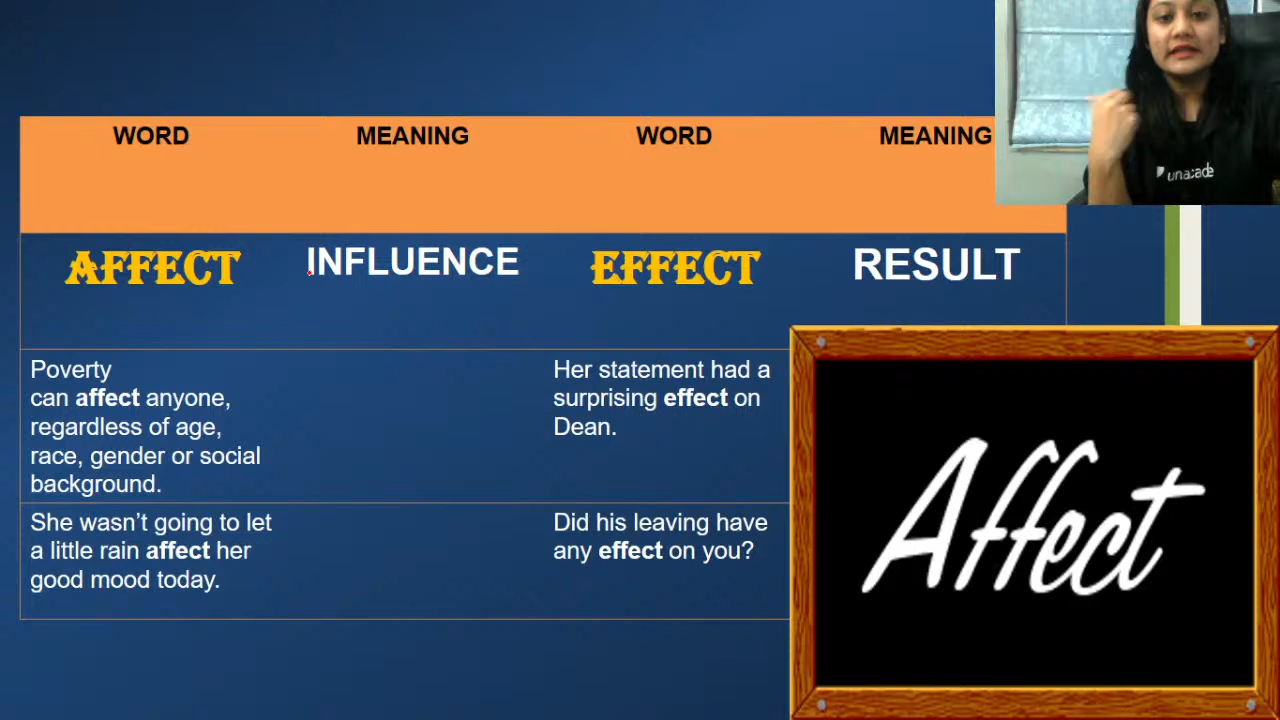 WORD MEANING WORD MEANING
AFFECT INFLUENCE EFFECT RESULT
Poverty
can affect anyone,
regardless of age,
race, gender or social
background.
Her statement had a
surprising effect on
Dean.
She wasn’t going to let
a little rain affect her
good mood today.
Did his leaving have
any effect on you?
Affect
unacade